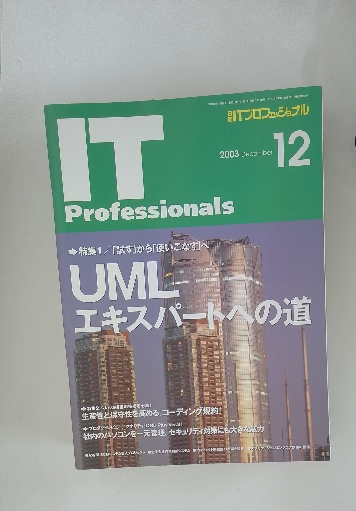 日経ITプロフェッショナル
IT
2003 December 12
Professionals
➔特集1／「試す」から「使いこなす」へ
UML
エキスパートへの道
生産性と保守性を高める、コーディング規約!
社内のパソコンを一元管理、セキュリティ対策にも大きな威力